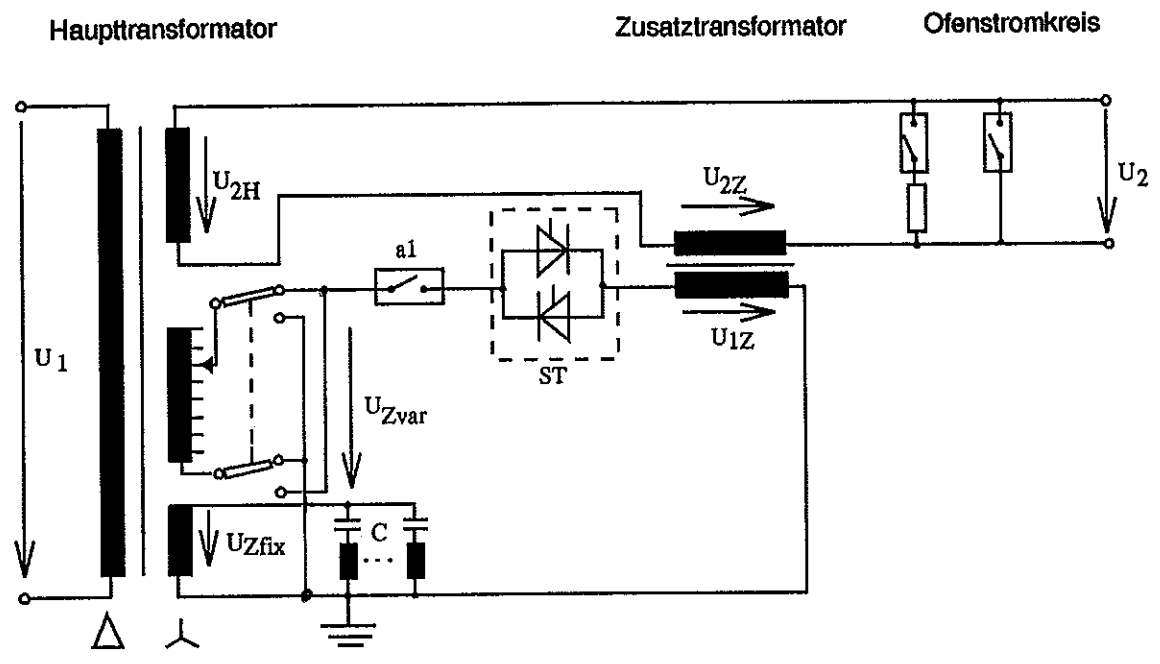 Haupttransformator
Zusatztransformator
Ofenstromkreis
U1
U2H
U2Z
U2
a1
ST
U1Z
UZvar
UZfix
C
...